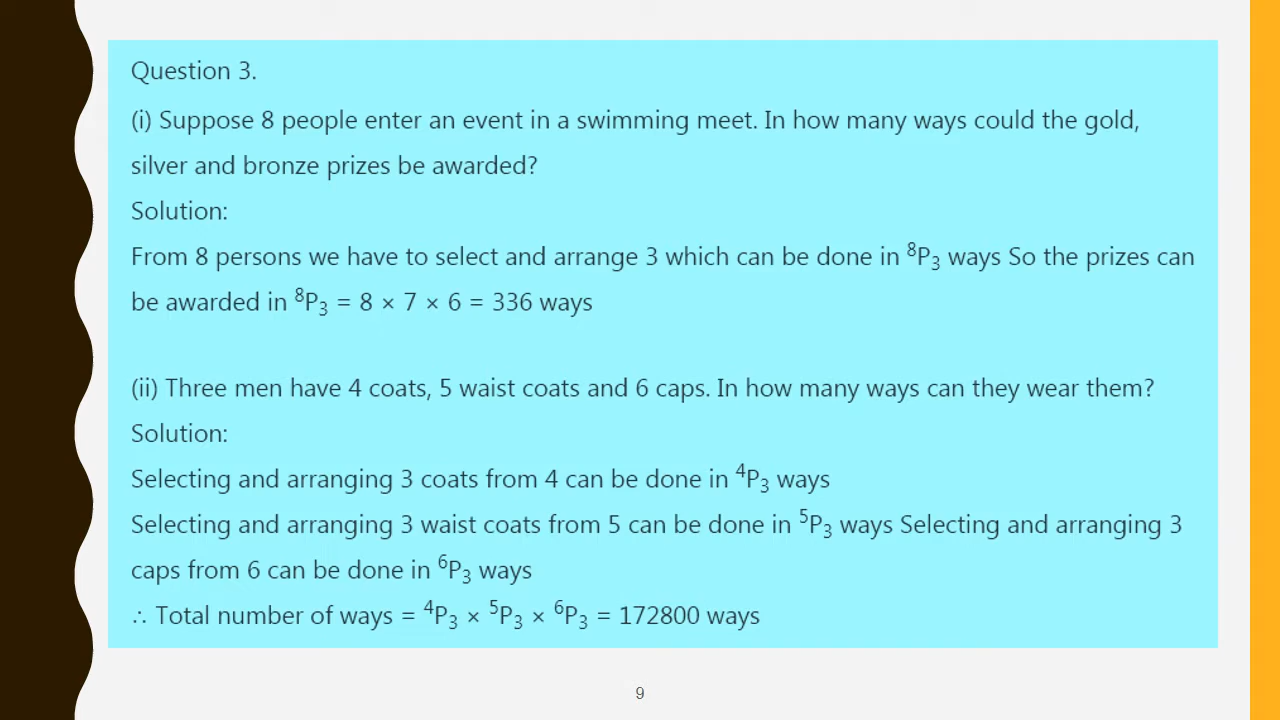 Question 3.
(i) Suppose 8 people enter an event in a swimming meet. In how many ways could the gold,
silver and bronze prizes be awarded?
Solution:
From 8 persons we have to select and arrange 3 which can be done in ⁸P₃ ways So the prizes can
be awarded in ⁸P₃ = 8 × 7 × 6 = 336 ways
(ii) Three men have 4 coats, 5 waist coats and 6 caps. In how many ways can they wear them?
Solution:
Selecting and arranging 3 coats from 4 can be done in ⁴P₃ ways
Selecting and arranging 3 waist coats from 5 can be done in ⁵P₃ ways Selecting and arranging 3
caps from 6 can be done in ⁶P₃ ways
∴ Total number of ways = ⁴P₃ × ⁵P₃ × ⁶P₃ = 172800 ways
9